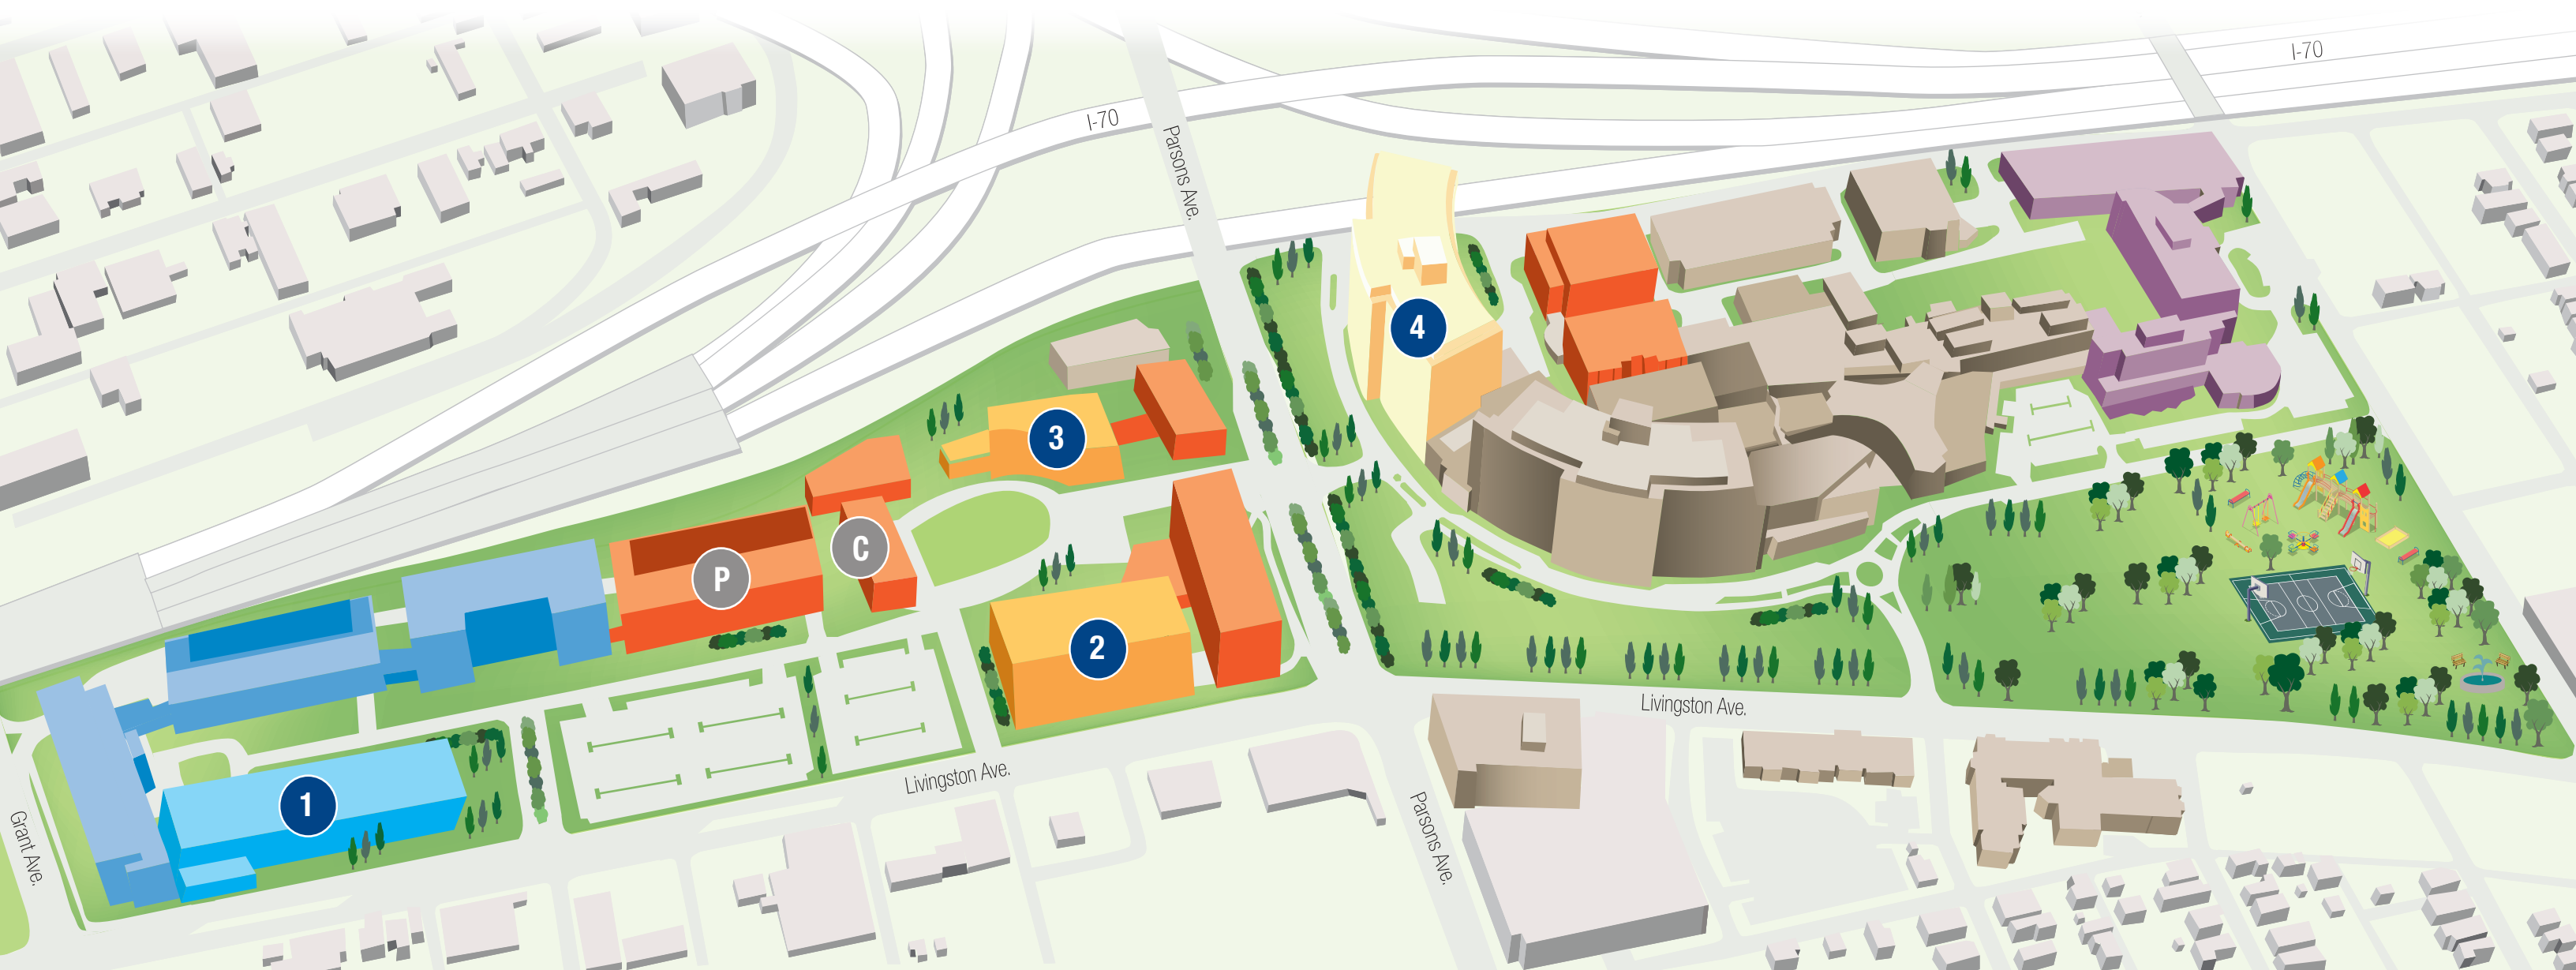 I-70
I-70
Parsons Ave.
4
3
C
P
2
1
Livingston Ave.
Livingston Ave.
Parsons Ave.
Grant Ave.